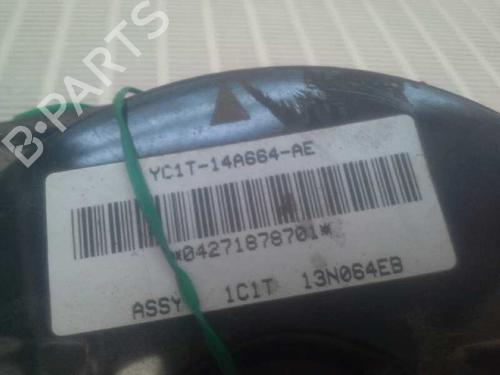 B-PARTS
YC1T-14A664-AE
*04271878701*
ASSY 1C1T 13N064EB